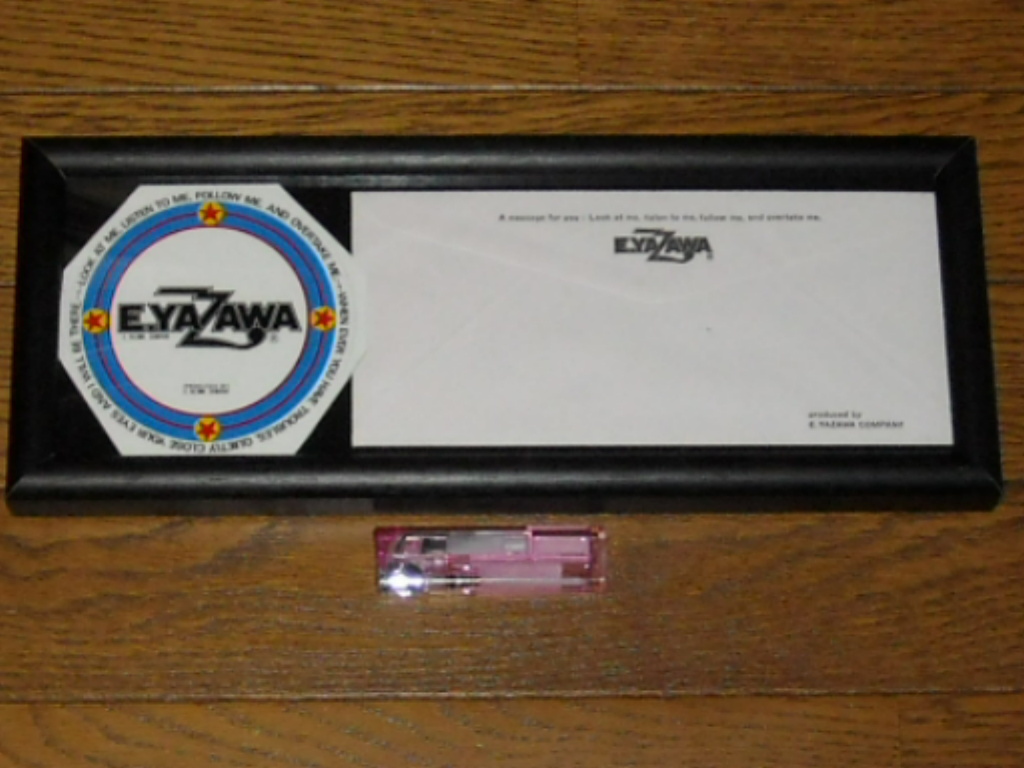 LOOK AT ME. LISTEN TO ME. FOLLOW ME. AND OVERTAKE ME. WHEN EVER YOU HAVE TROUBLES, QUIETLY CLOSE YOUR EYES AND I WILL BE THERE.
E.YAZAWA
A message for you : Look at me, listen to me, follow me, and overtake me.
E.YAZAWA
produced by
E.YAZAWA COMPANY